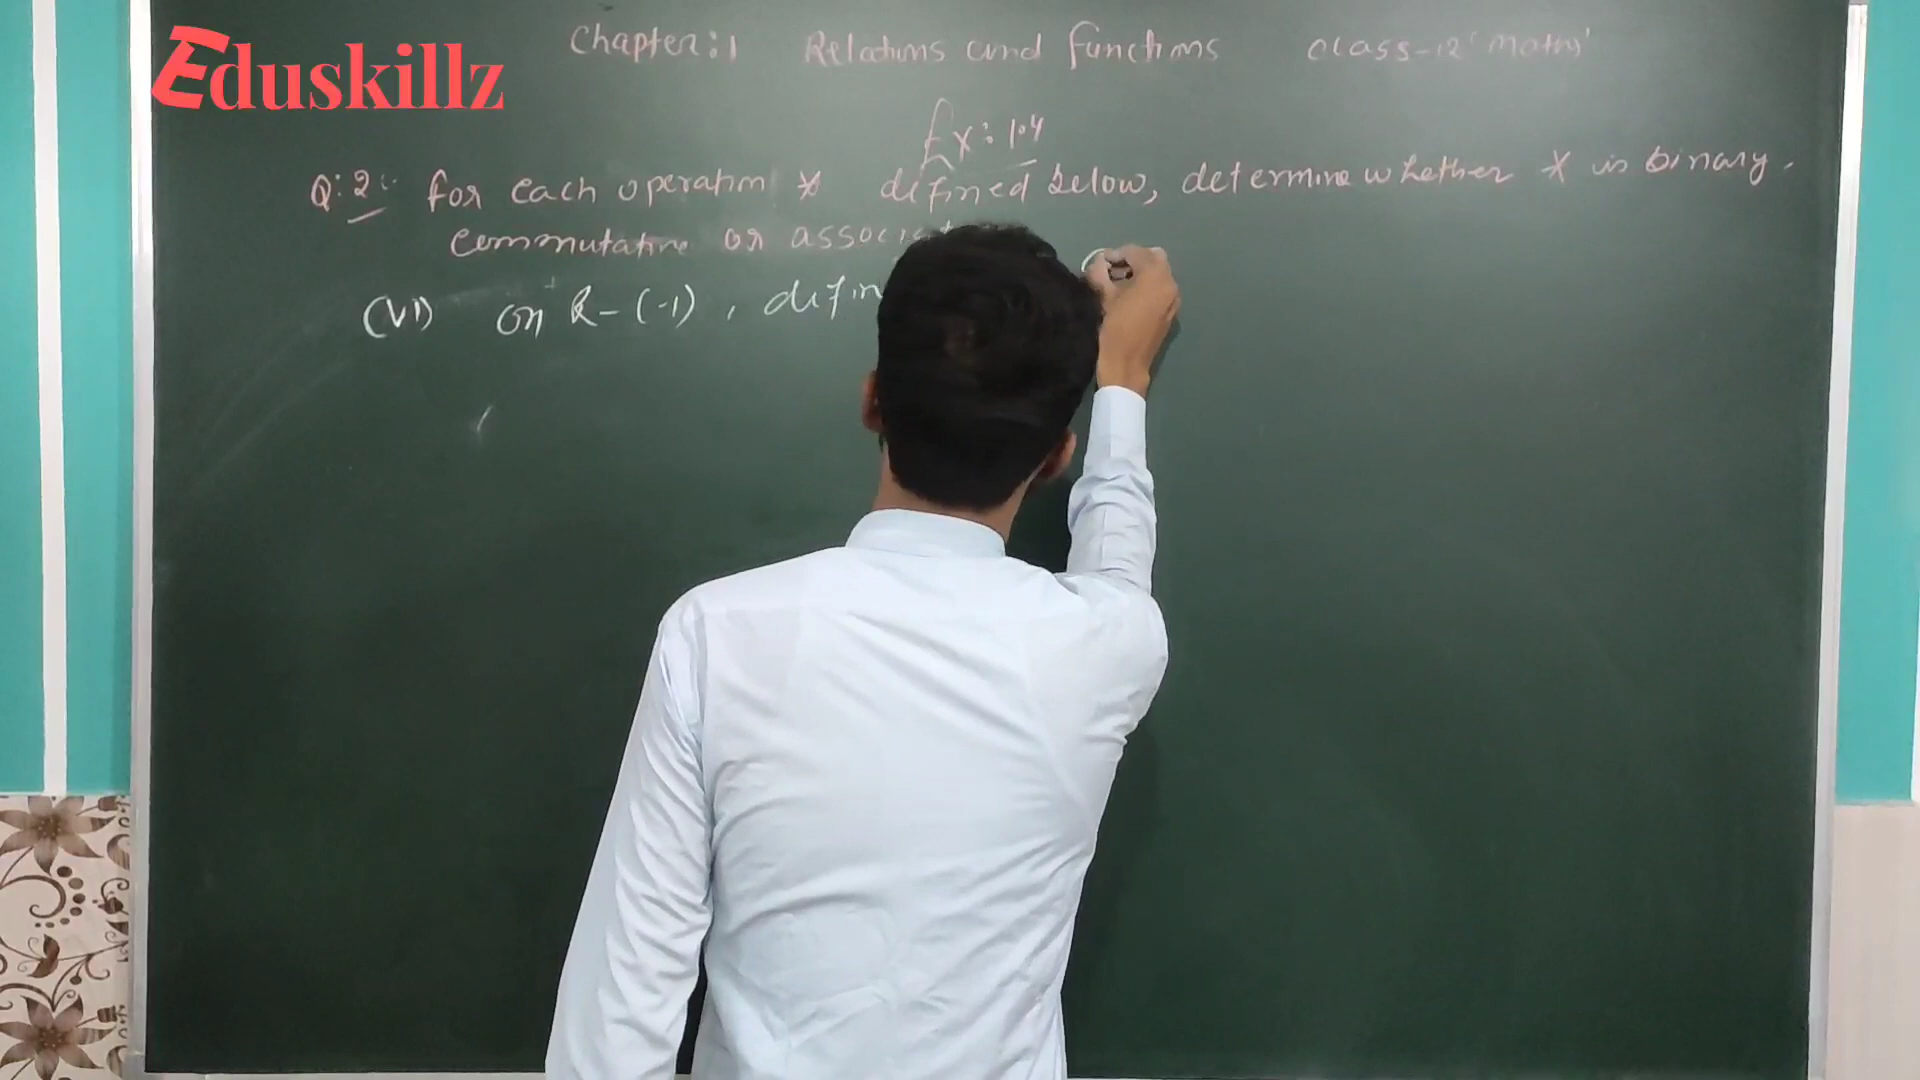 Eduskillz
Chapter:1 Relations and Functions Class-12 'Maths'
Ex: 1.4
Q:2: for each operation * defined below, determine whether * is binary,
commutative or
(VI) on R-(-1), defin